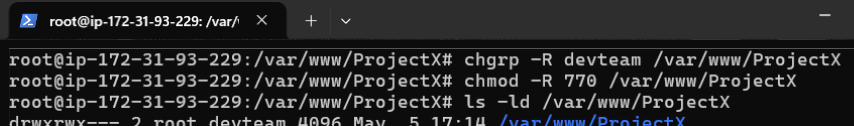 root@ip-172-31-93-229: /var/v
root@ip-172-31-93-229:/var/www/ProjectX# chgrp -R devteam /var/www/ProjectX
root@ip-172-31-93-229:/var/www/ProjectX# chmod -R 770 /var/www/ProjectX
root@ip-172-31-93-229:/var/www/ProjectX# ls -ld /var/www/ProjectX
drwxrwx--- 2 root devteam 4096 May  5 17:14 /var/www/ProjectX